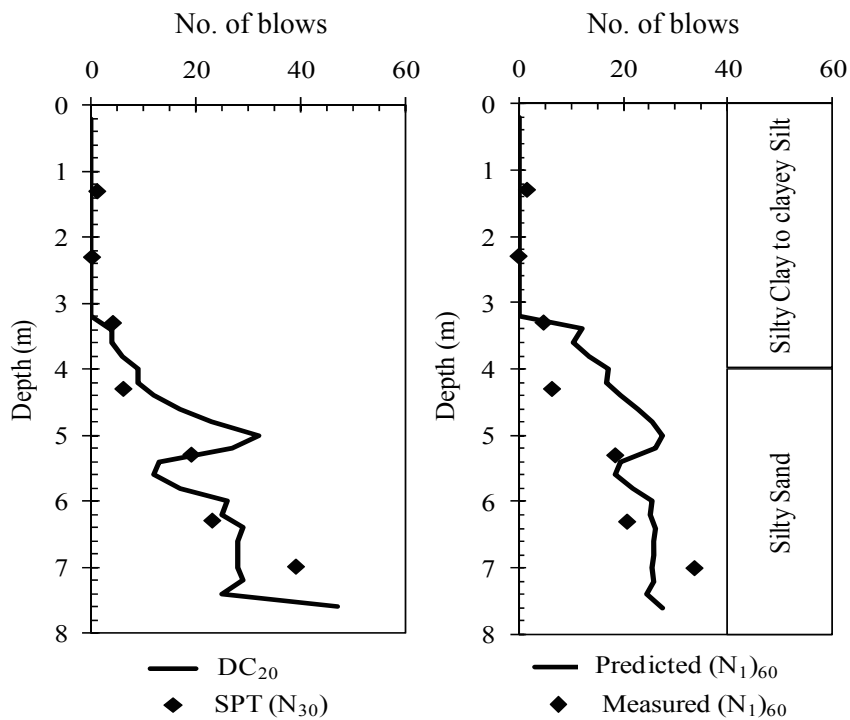 No. of blows
0 20 40 60
0
1
2
3
4
5
6
7
8
Depth (m)
DC20
SPT (N30)
No. of blows
0 20 40 60
0
1
2
3
4
5
6
7
8
Depth (m)
Silty Clay to clayey Silt
Silty Sand
Predicted (N1)60
Measured (N1)60